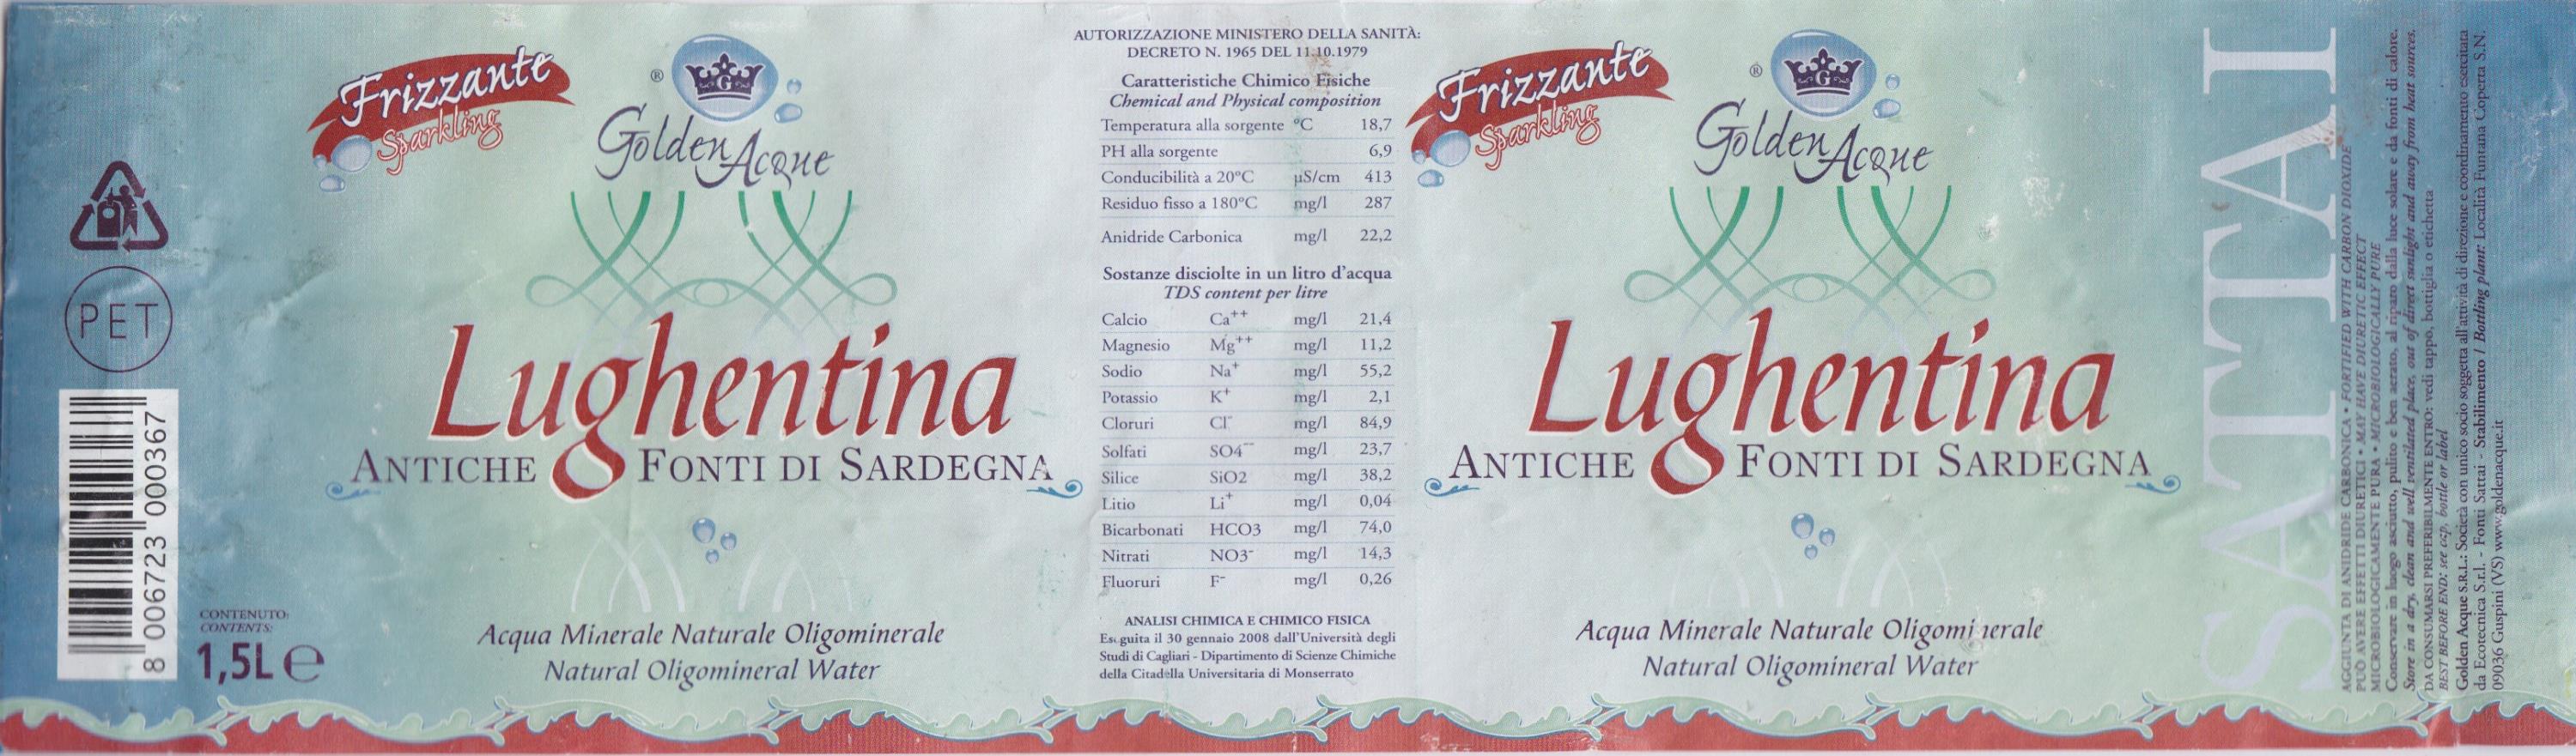 Frizzante
Sparkling
®
G
Golden Acque
Lughentina
ANTICHE FONTI DI SARDEGNA
Acqua Minerale Naturale Oligominerale
Natural Oligomineral Water
PET
8 006723 000367
CONTENUTO:
CONTENTS:
1,5L e
AUTORIZZAZIONE MINISTERO DELLA SANITÀ:
DECRETO N. 1965 DEL 11.10.1979
Caratteristiche Chimico Fisiche
Chemical and Physical composition
Temperatura alla sorgente °C 18,7
PH alla sorgente 6,9
Conducibilità a 20°C µS/cm 413
Residuo fisso a 180°C mg/l 287
Anidride Carbonica mg/l 22,2
Sostanze disciolte in un litro d'acqua
TDS content per litre
Calcio Ca++ mg/l 21,4
Magnesio Mg++ mg/l 11,2
Sodio Na+ mg/l 55,2
Potassio K+ mg/l 2,1
Cloruri Cl- mg/l 84,9
Solfati SO4-- mg/l 23,7
Silice SiO2 mg/l 38,2
Litio Li+ mg/l 0,04
Bicarbonati HCO3 mg/l 74,0
Nitrati NO3- mg/l 14,3
Fluoruri F- mg/l 0,26
ANALISI CHIMICA E CHIMICO FISICA
Eseguita il 30 gennaio 2008 dall'Università degli
Studi di Cagliari - Dipartimento di Scienze Chimiche
della Citadella Universitaria di Monserrato
Frizzante
Sparkling
®
G
Golden Acque
Lughentina
ANTICHE FONTI DI SARDEGNA
Acqua Minerale Naturale Oligominerale
Natural Oligomineral Water
SATTAI
AGGIUNTA DI ANIDRIDE CARBONICA • FORTIFIED WITH CARBON DIOXIDE
PUÒ AVERE EFFETTI DIURETICI • MAY HAVE DIURETIC EFFECT
MICROBIOLOGICAMENTE PURA • MICROBIOLOGICALLY PURE
Conservare in luogo asciutto, pulito e ben aerato, al riparo dalla luce solare e da fonti di calore.
Store in a dry, clean and well ventilated place, out of direct sunlight and away from heat sources.
DA CONSUMARSI PREFERIBILMENTE ENTRO: vedi tappo, bottiglia o etichetta
BEST BEFORE END: see cap, bottle or label
Golden Acque S.R.L.: Società con unico socio soggetta all'attività di direzione e coordinamento esercitata
da Ecotecnica S.r.l. - Fonti Sattai - Stabilimento / Bottling plant: Località Funtana Coperta S.N.
09036 Guspini (VS) www.goldenacque.it